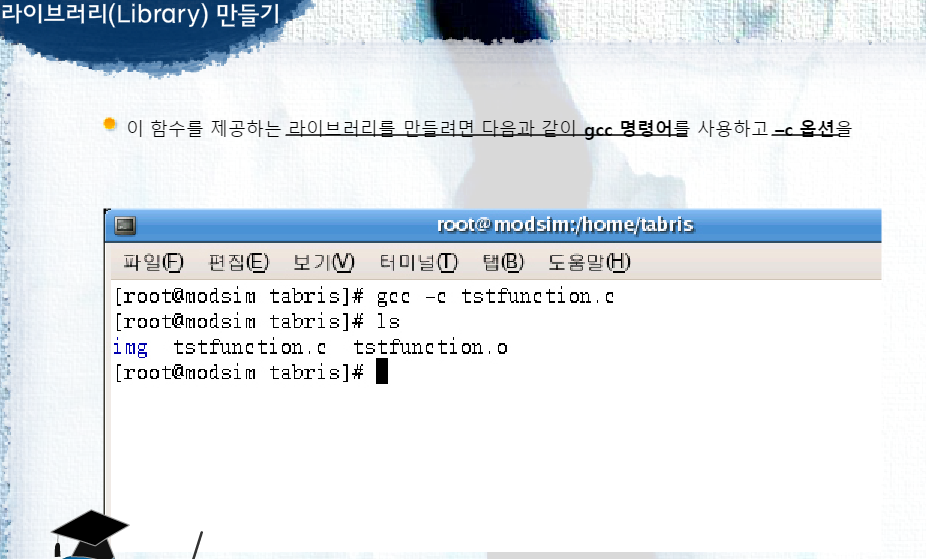 라이브러리(Library) 만들기
이 함수를 제공하는 라이브러리를 만들려면 다음과 같이 gcc 명령어를 사용하고 –c 옵션을
root@modsim:/home/tabris
파일(F) 편집(E) 보기(V) 터미널(T) 탭(B) 도움말(H)
[root@modsim tabris]# gcc -c tstfunction.c
[root@modsim tabris]# ls
img tstfunction.c tstfunction.o
[root@modsim tabris]#